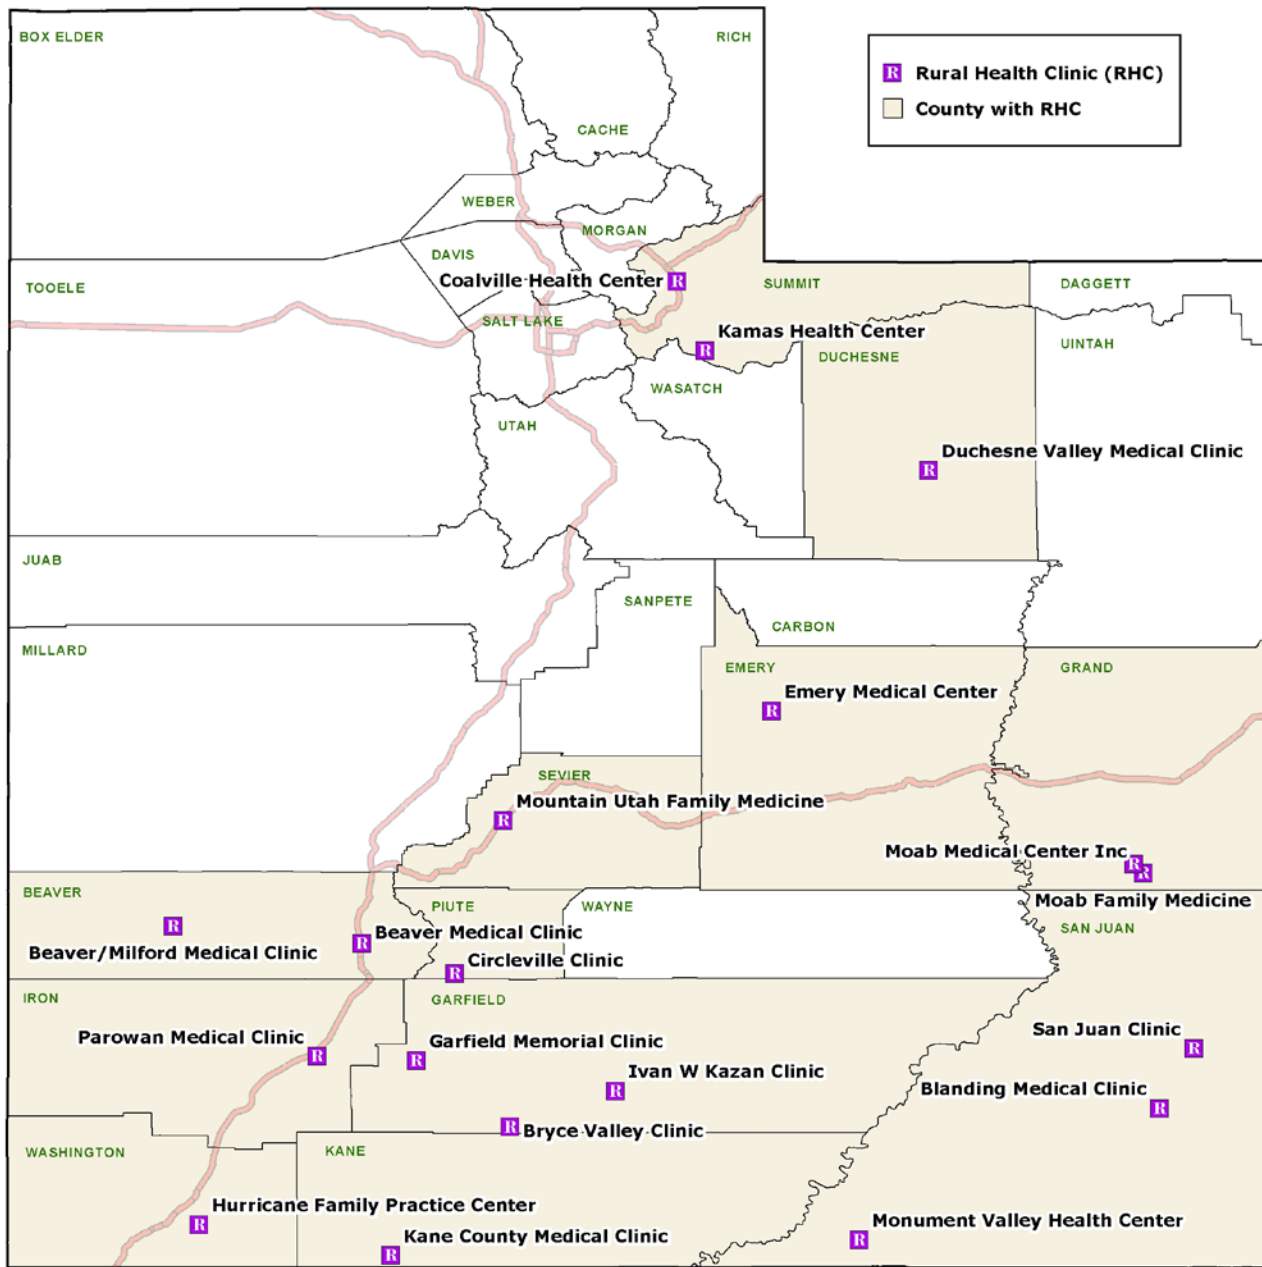 BOX ELDER
RICH
R Rural Health Clinic (RHC)
County with RHC
CACHE
WEBER
MORGAN
DAVIS
Coalville Health Center R
SUMMIT
DAGGETT
TOOELE
SALT LAKE
Kamas Health Center
R
DUCHESNE
UINTAH
WASATCH
UTAH
Duchesne Valley Medical Clinic
R
JUAB
SANPETE
CARBON
MILLARD
EMERY
GRAND
Emery Medical Center
R
SEVIER
Mountain Utah Family Medicine
R
Moab Medical Center Inc R
R
Moab Family Medicine
BEAVER
PIUTE
WAYNE
SAN JUAN
R
Beaver/Milford Medical Clinic
Beaver Medical Clinic
R
Circleville Clinic
R
IRON
GARFIELD
Parowan Medical Clinic
R
Garfield Memorial Clinic
R
Ivan W Kazan Clinic
R
San Juan Clinic
R
Blanding Medical Clinic
R
R Bryce Valley Clinic
WASHINGTON
KANE
Hurricane Family Practice Center
R
Kane County Medical Clinic
R
Monument Valley Health Center
R